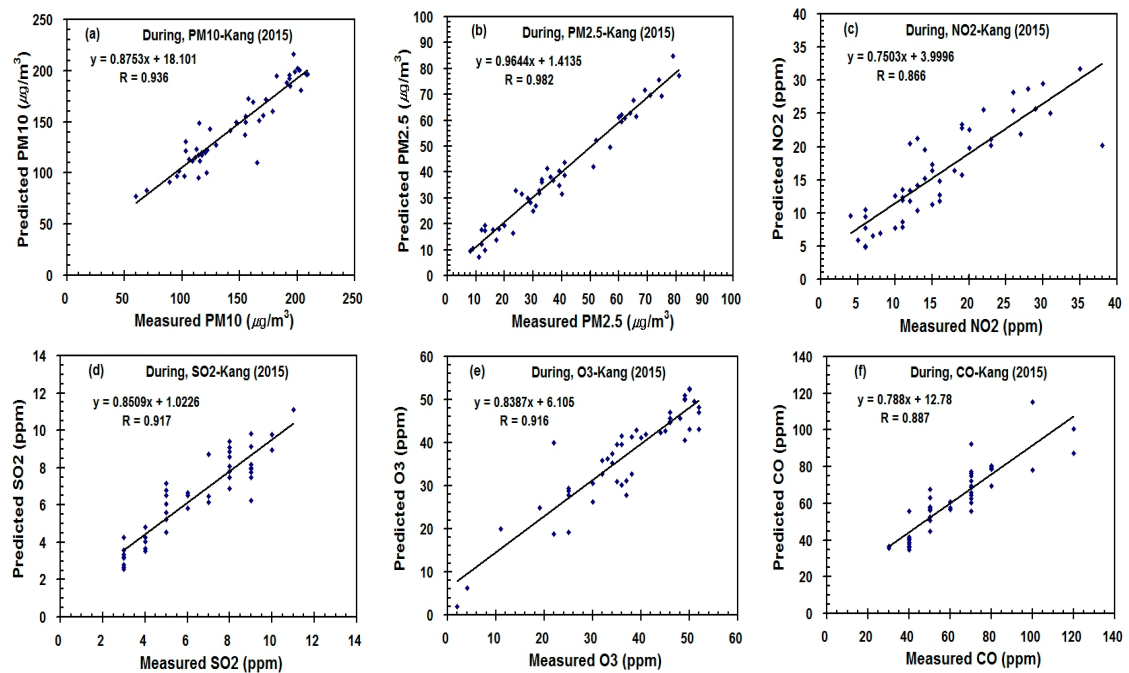 (a) During, PM10-Kang (2015)
y = 0.8753x + 18.101
R = 0.936
Predicted PM10 (µg/m³)
300
250
200
150
100
50
0
0 50 100 150 200 250
Measured PM10 (µg/m³)
(b) During, PM2.5-Kang (2015)
y = 0.9644x + 1.4135
R = 0.982
Predicted PM2.5 (µg/m³)
100
90
80
70
60
50
40
30
20
10
0
0 10 20 30 40 50 60 70 80 90 100
Measured PM2.5 (µg/m³)
(c) During, NO2-Kang (2015)
y = 0.7503x + 3.9996
R = 0.866
Predicted NO2 (ppm)
40
35
30
25
20
15
10
5
0
0 5 10 15 20 25 30 35 40
Measured NO2 (ppm)
(d) During, SO2-Kang (2015)
y = 0.8509x + 1.0226
R = 0.917
Predicted SO2 (ppm)
14
12
10
8
6
4
2
0
0 2 4 6 8 10 12 14
Measured SO2 (ppm)
(e) During, O3-Kang (2015)
y = 0.8387x + 6.105
R = 0.916
Predicted O3 (ppm)
60
50
40
30
20
10
0
0 10 20 30 40 50 60
Measured O3 (ppm)
(f) During, CO-Kang (2015)
y = 0.788x + 12.78
R = 0.887
Predicted CO (ppm)
140
120
100
80
60
40
20
0
0 20 40 60 80 100 120 140
Measured CO (ppm)